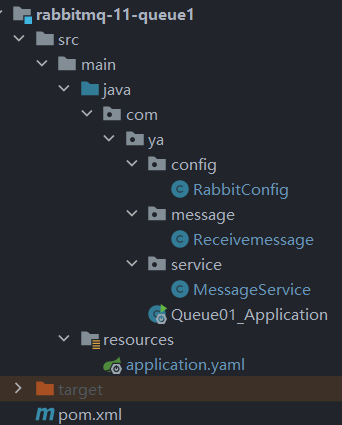 rabbitmq-11-queue1
src
main
java
com
ya
config
RabbitConfig
message
Receivemessage
service
MessageService
Queue01_Application
resources
application.yaml
target
pom.xml